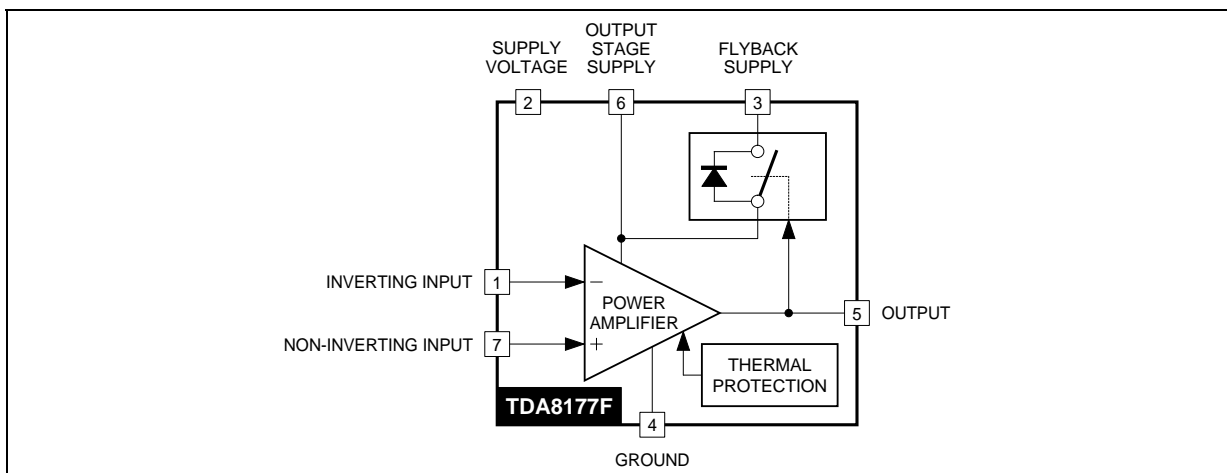 OUTPUT
STAGE
SUPPLY
SUPPLY
VOLTAGE
FLYBACK
SUPPLY
2
6
3
INVERTING INPUT
1
−
POWER
AMPLIFIER
5
OUTPUT
NON-INVERTING INPUT
7
+
THERMAL
PROTECTION
TDA8177F
4
GROUND